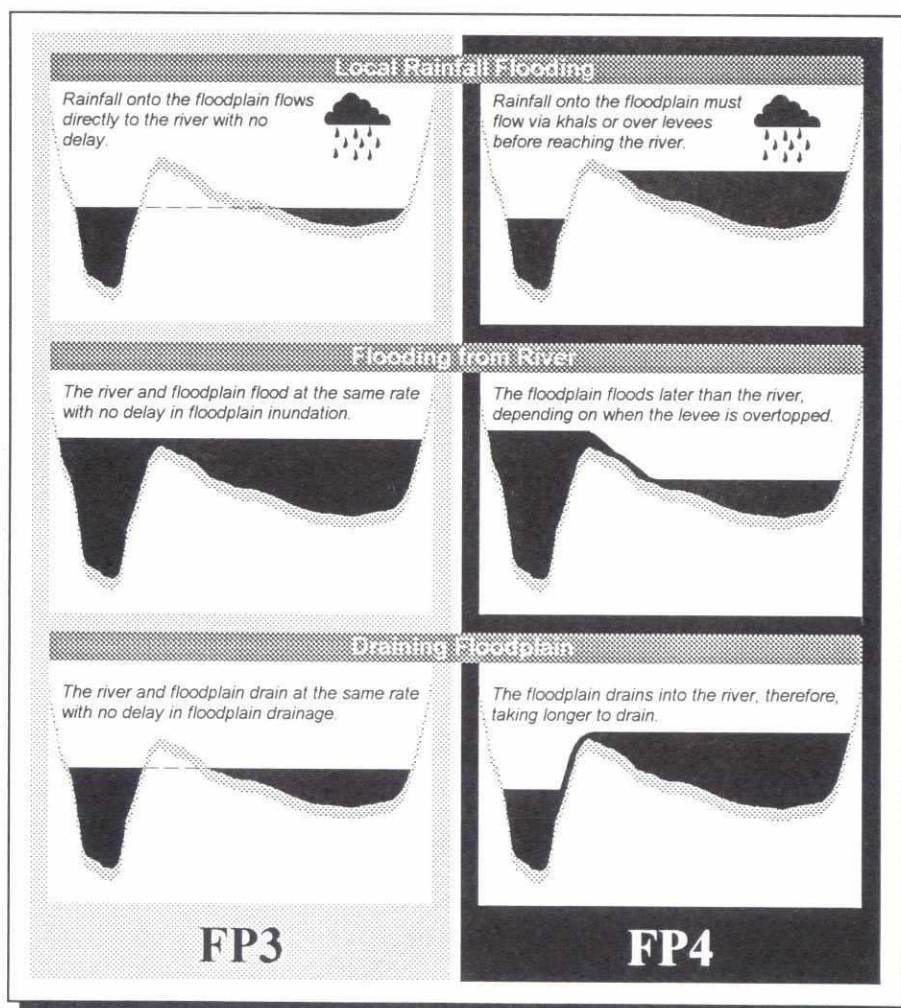 Local Rainfall Flooding
Rainfall onto the floodplain flows
directly to the river with no
delay.
Rainfall onto the floodplain must
flow via khals or over levees
before reaching the river.
Flooding from River
The river and floodplain flood at the same rate
with no delay in floodplain inundation.
The floodplain floods later than the river,
depending on when the levee is overtopped.
Draining Floodplain
The river and floodplain drain at the same rate
with no delay in floodplain drainage.
The floodplain drains into the river, therefore,
taking longer to drain.
FP3
FP4